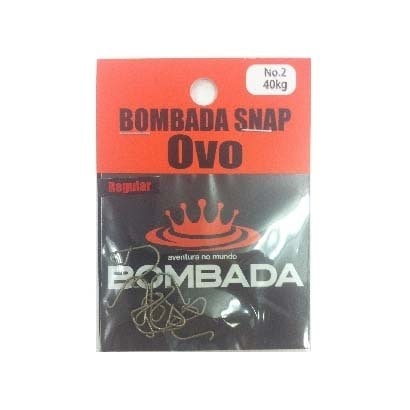 No.2
40kg
BOMBADA SNAP
Ovo
Regular
aventura no mundo
BOMBADA